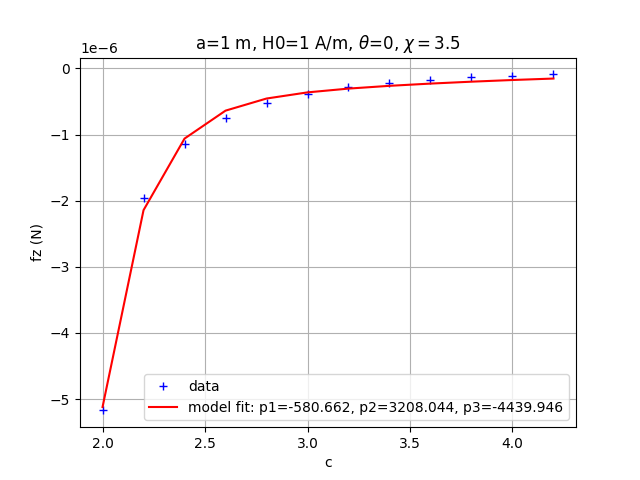 a=1 m, H0=1 A/m, θ=0, χ = 3.5
1e−6
0
−1
−2
−3
−4
−5
fz (N)
data
model fit: p1=-580.662, p2=3208.044, p3=-4439.946
2.0 2.5 3.0 3.5 4.0
c